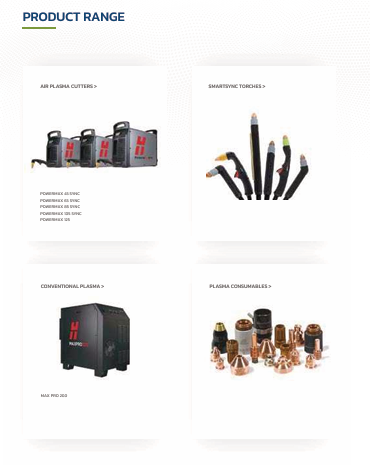 PRODUCT RANGE
AIR PLASMA CUTTERS >
SMARTSYNC TORCHES >
POWERMAX 45 SYNC
POWERMAX 65 SYNC
POWERMAX 85 SYNC
POWERMAX 105 SYNC
POWERMAX 125
CONVENTIONAL PLASMA >
PLASMA CONSUMABLES >
MAXPRO200
MAX PRO 200